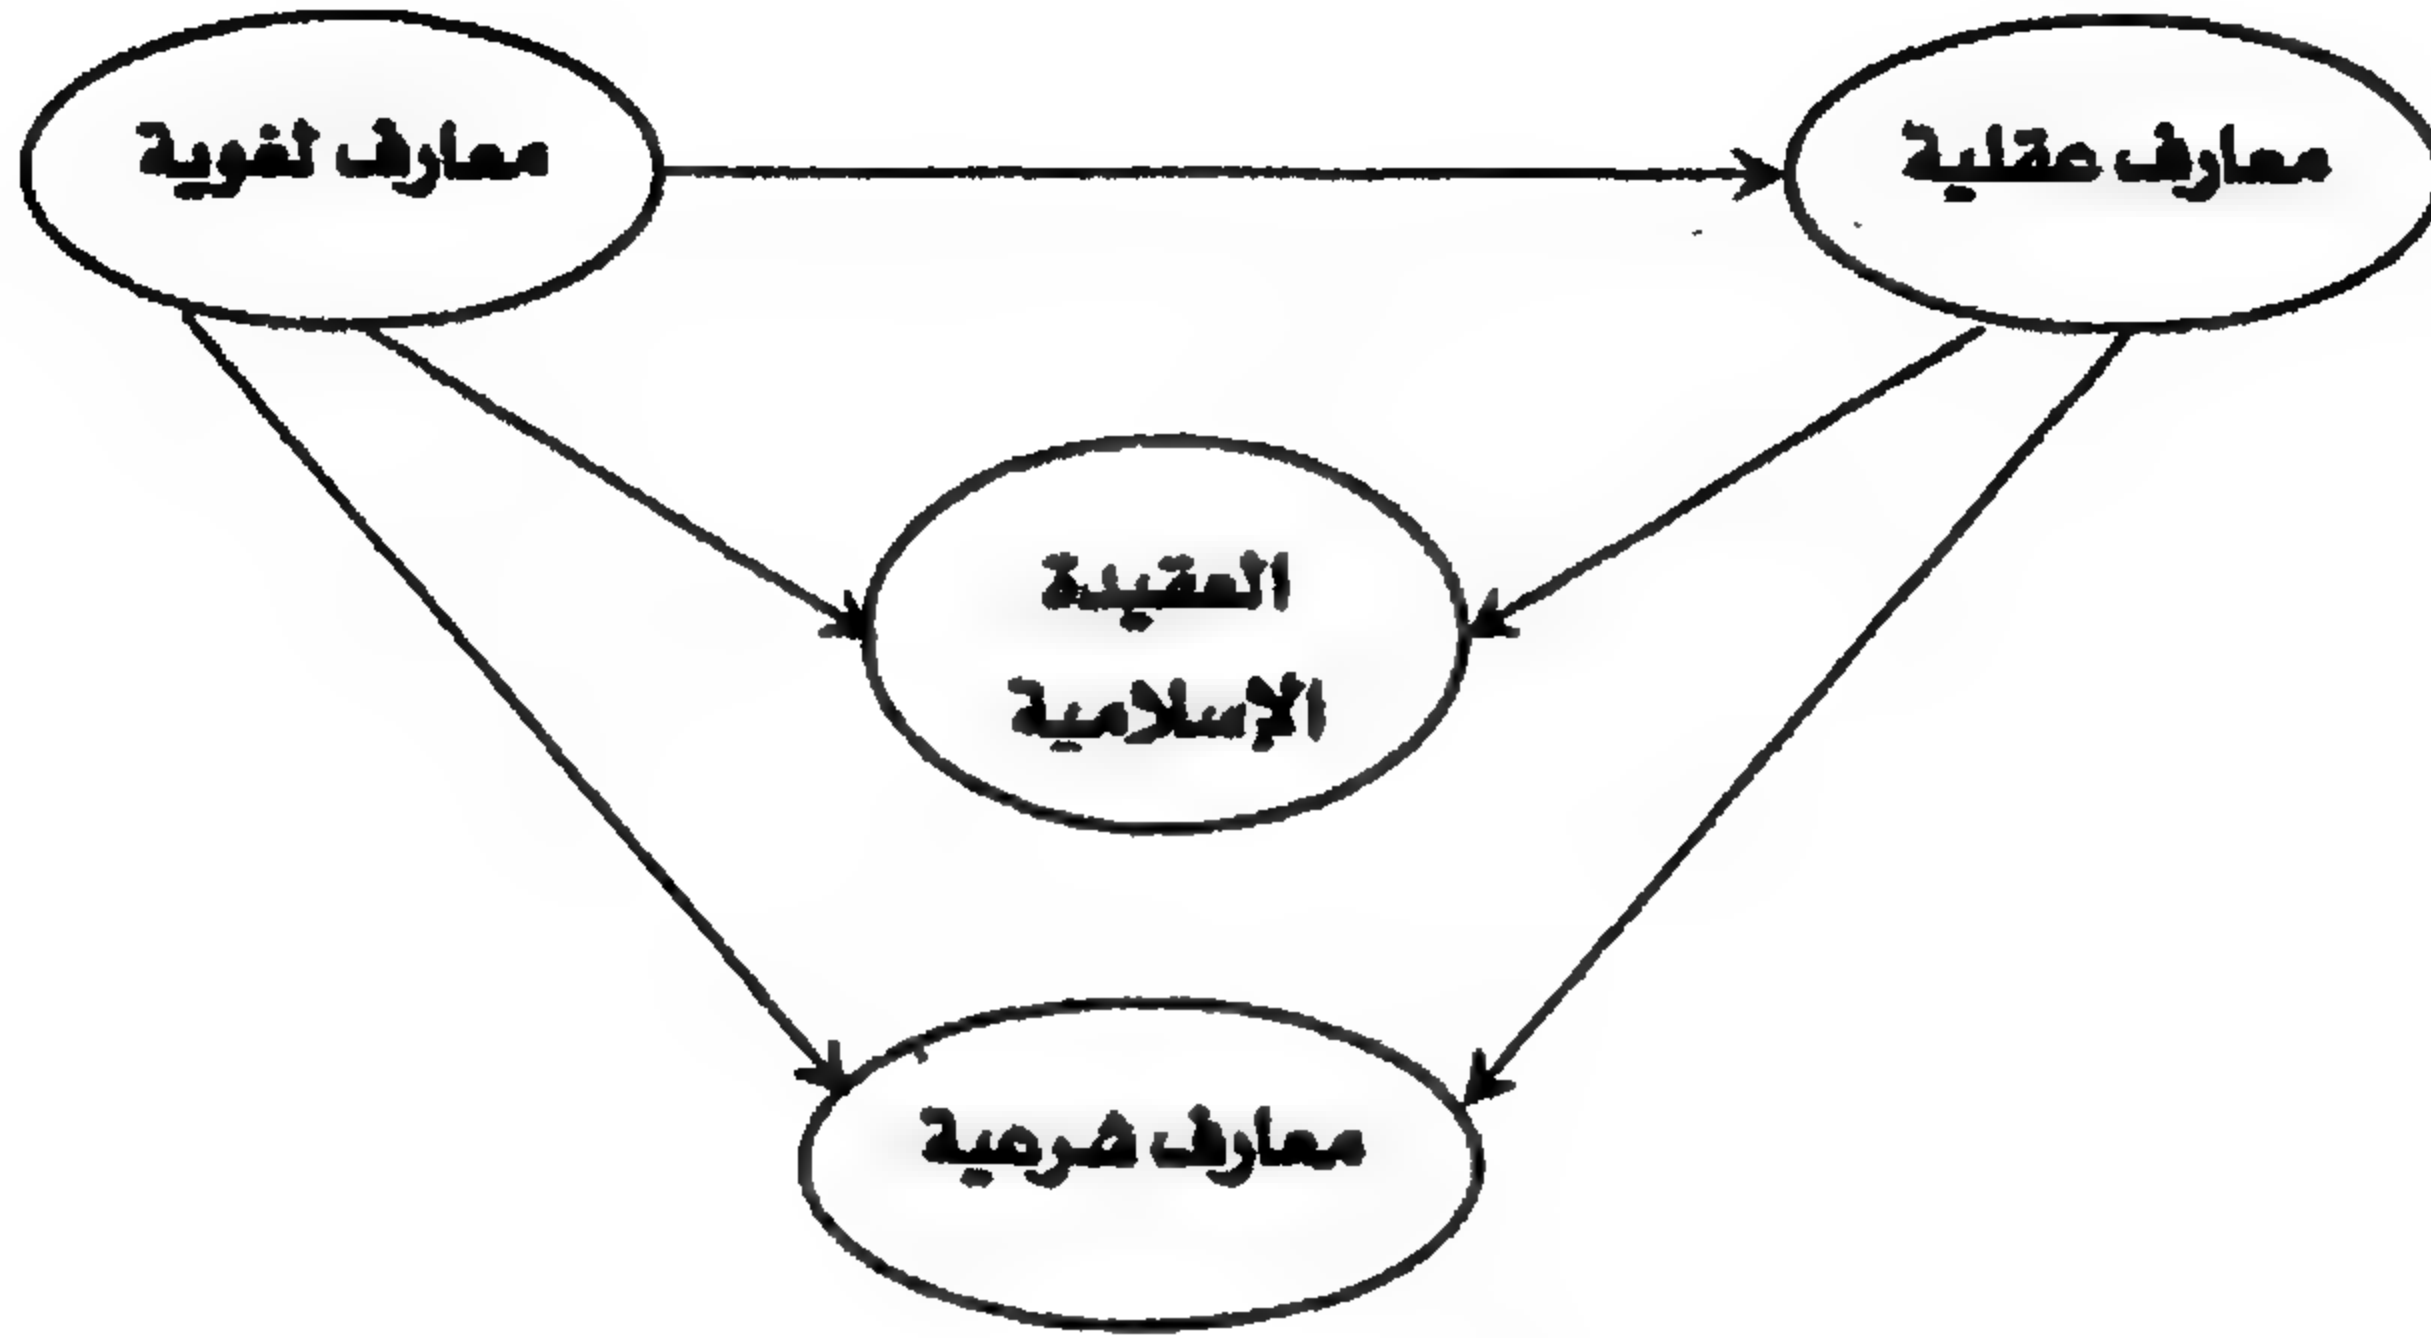 معارف عقلية
معارف لغوية
العقيدة
الإسلامية
معارف شرعية